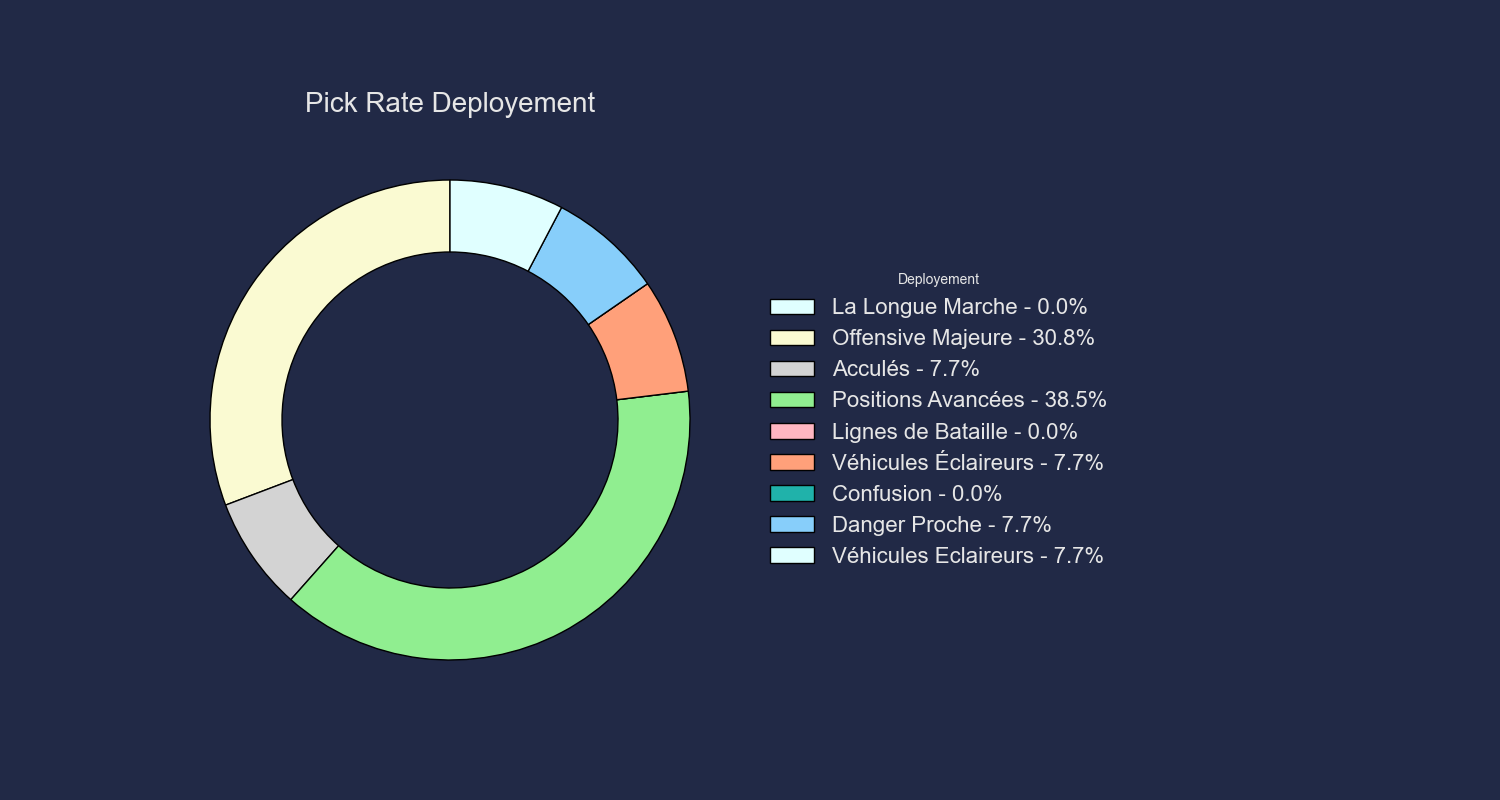 Pick Rate Deployement
Deployement
La Longue Marche - 0.0%
Offensive Majeure - 30.8%
Acculés - 7.7%
Positions Avancées - 38.5%
Lignes de Bataille - 0.0%
Véhicules Éclaireurs - 7.7%
Confusion - 0.0%
Danger Proche - 7.7%
Véhicules Eclaireurs - 7.7%